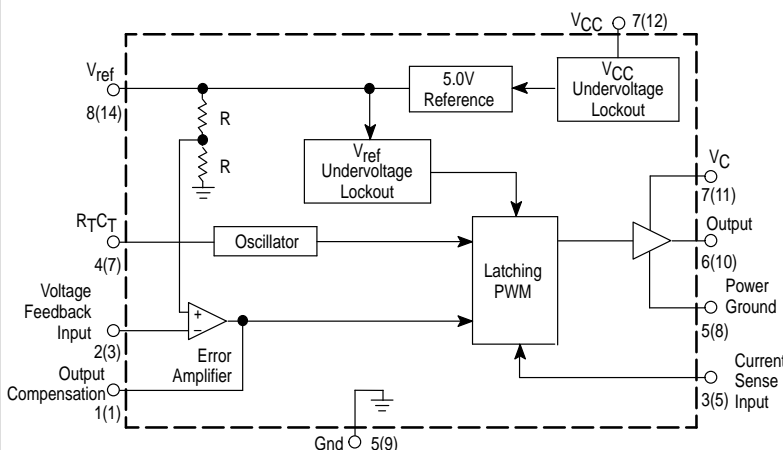 VCC 7(12)
Vref
8(14)
R
R
5.0V
Reference
VCC
Undervoltage
Lockout
Vref
Undervoltage
Lockout
VC
7(11)
RTCT
4(7)
Oscillator
Latching
PWM
Output
6(10)
Voltage
Feedback
Input
2(3)
+
−
Error
Amplifier
Power
Ground
5(8)
Output
Compensation
1(1)
Current
Sense
Input
3(5)
Gnd 5(9)